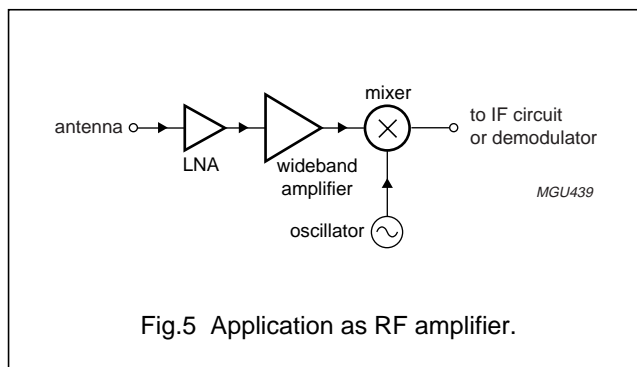 mixer
antenna
to IF circuit
or demodulator
LNA
wideband
amplifier
MGU439
oscillator
Fig.5 Application as RF amplifier.